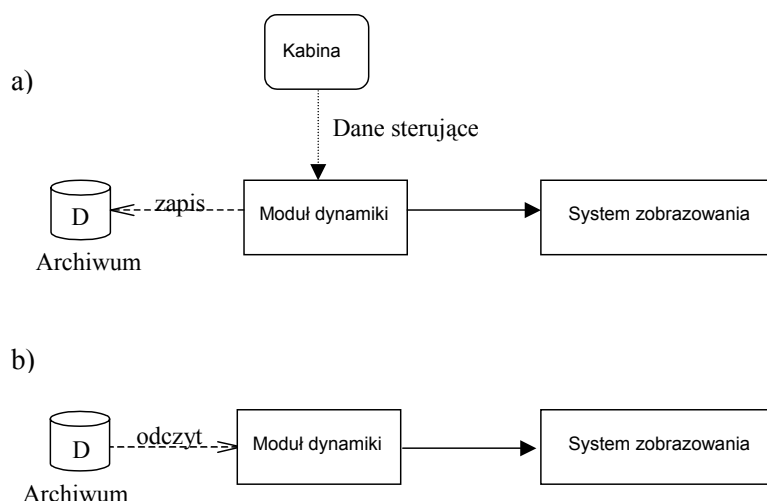 Kabina
a)
Dane sterujące
zapis
D
Moduł dynamiki
System zobrazowania
Archiwum
b)
odczyt
D
Moduł dynamiki
System zobrazowania
Archiwum